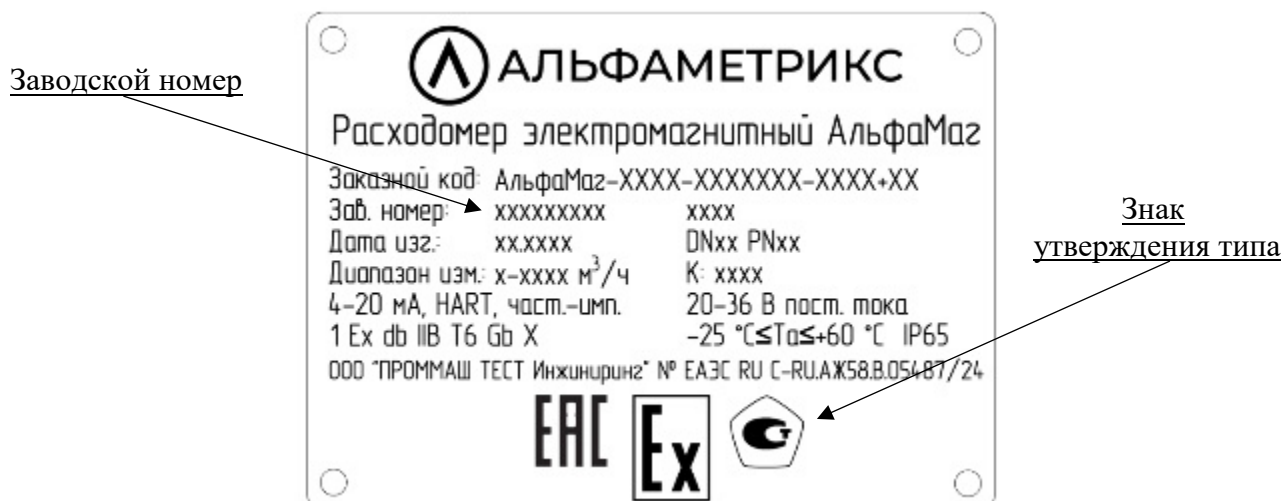 АЛЬФАМЕТРИКС
Заводской номер
Расходомер электромагнитный АльфаМаг
Заказной код: АльфаМаг-XXXX-XXXXXXX-XXXX+XX
Зав. номер: xxxxxxxxx xxxx
Дата изг.: xx.xxxx DNxx PNxx
Диапазон изм.: x-xxxx м³/ч K: xxxx
4-20 мА, HART, част.-имп. 20-36 В пост. тока
1 Ex db IIB T6 Gb X -25 °C≤Ta≤+60 °C IP65
ООО "ПРОММАШ ТЕСТ Инжиниринг" № ЕАЭС RU C-RU.АЖ58.В.05487/24
ЕАС Ex
Знак
утверждения типа